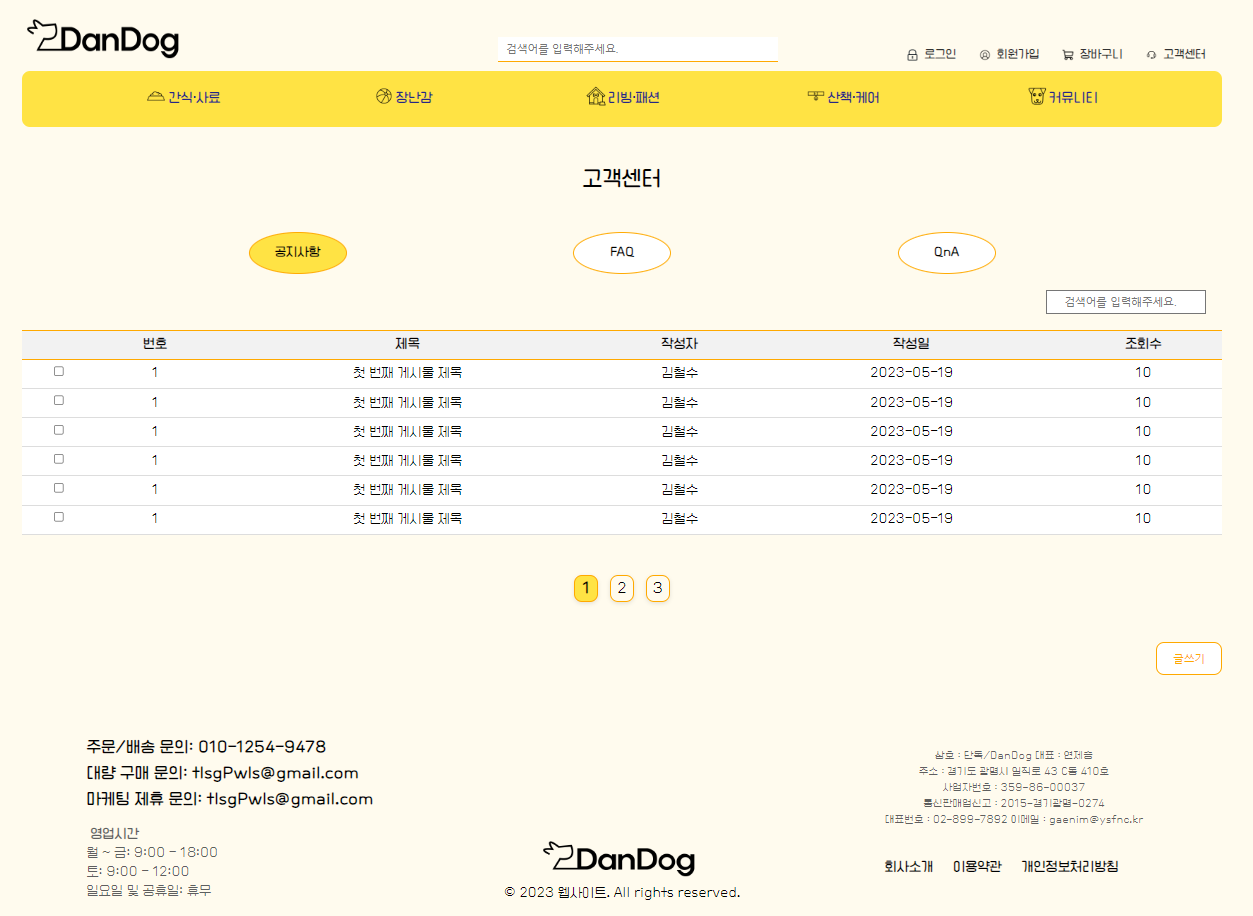 DanDog
검색어를 입력해주세요.
로그인 회원가입 장바구니 고객센터
간식·사료 장난감 리빙·패션 산책·케어 커뮤니티
고객센터
공지사항 FAQ QnA
검색어를 입력해주세요.
번호 제목 작성자 작성일 조회수
1 첫 번째 게시물 제목 김철수 2023-05-19 10
1 첫 번째 게시물 제목 김철수 2023-05-19 10
1 첫 번째 게시물 제목 김철수 2023-05-19 10
1 첫 번째 게시물 제목 김철수 2023-05-19 10
1 첫 번째 게시물 제목 김철수 2023-05-19 10
1 첫 번째 게시물 제목 김철수 2023-05-19 10
1 2 3
글쓰기
주문/배송 문의: 010-1254-9478
대량 구매 문의: tlsgPwls@gmail.com
마케팅 제휴 문의: tlsgPwls@gmail.com
영업시간
월 ~ 금: 9:00 - 18:00
토: 9:00 - 12:00
일요일 및 공휴일: 휴무
DanDog
© 2023 웹사이트. All rights reserved.
상호 : 단독/DanDog 대표 : 연제승
주소 : 경기도 광명시 일직로 43 C동 410호
사업자번호 : 359-86-00037
통신판매업신고 : 2015-경기광명-0274
대표번호 : 02-899-7892 이메일 : gaenim@ysfnc.kr
회사소개 이용약관 개인정보처리방침